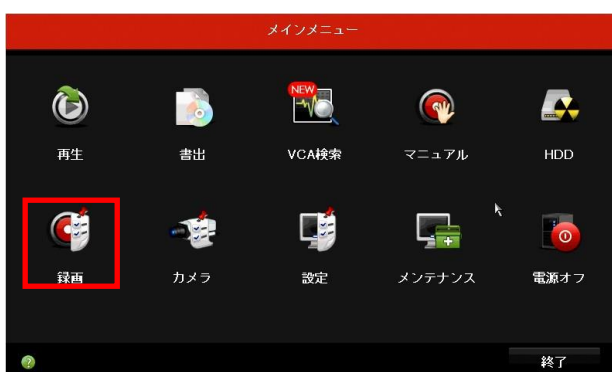 メインメニュー
NEW
再生 書出 VCA検索 マニュアル HDD
録画 カメラ 設定 メンテナンス 電源オフ
? 終了